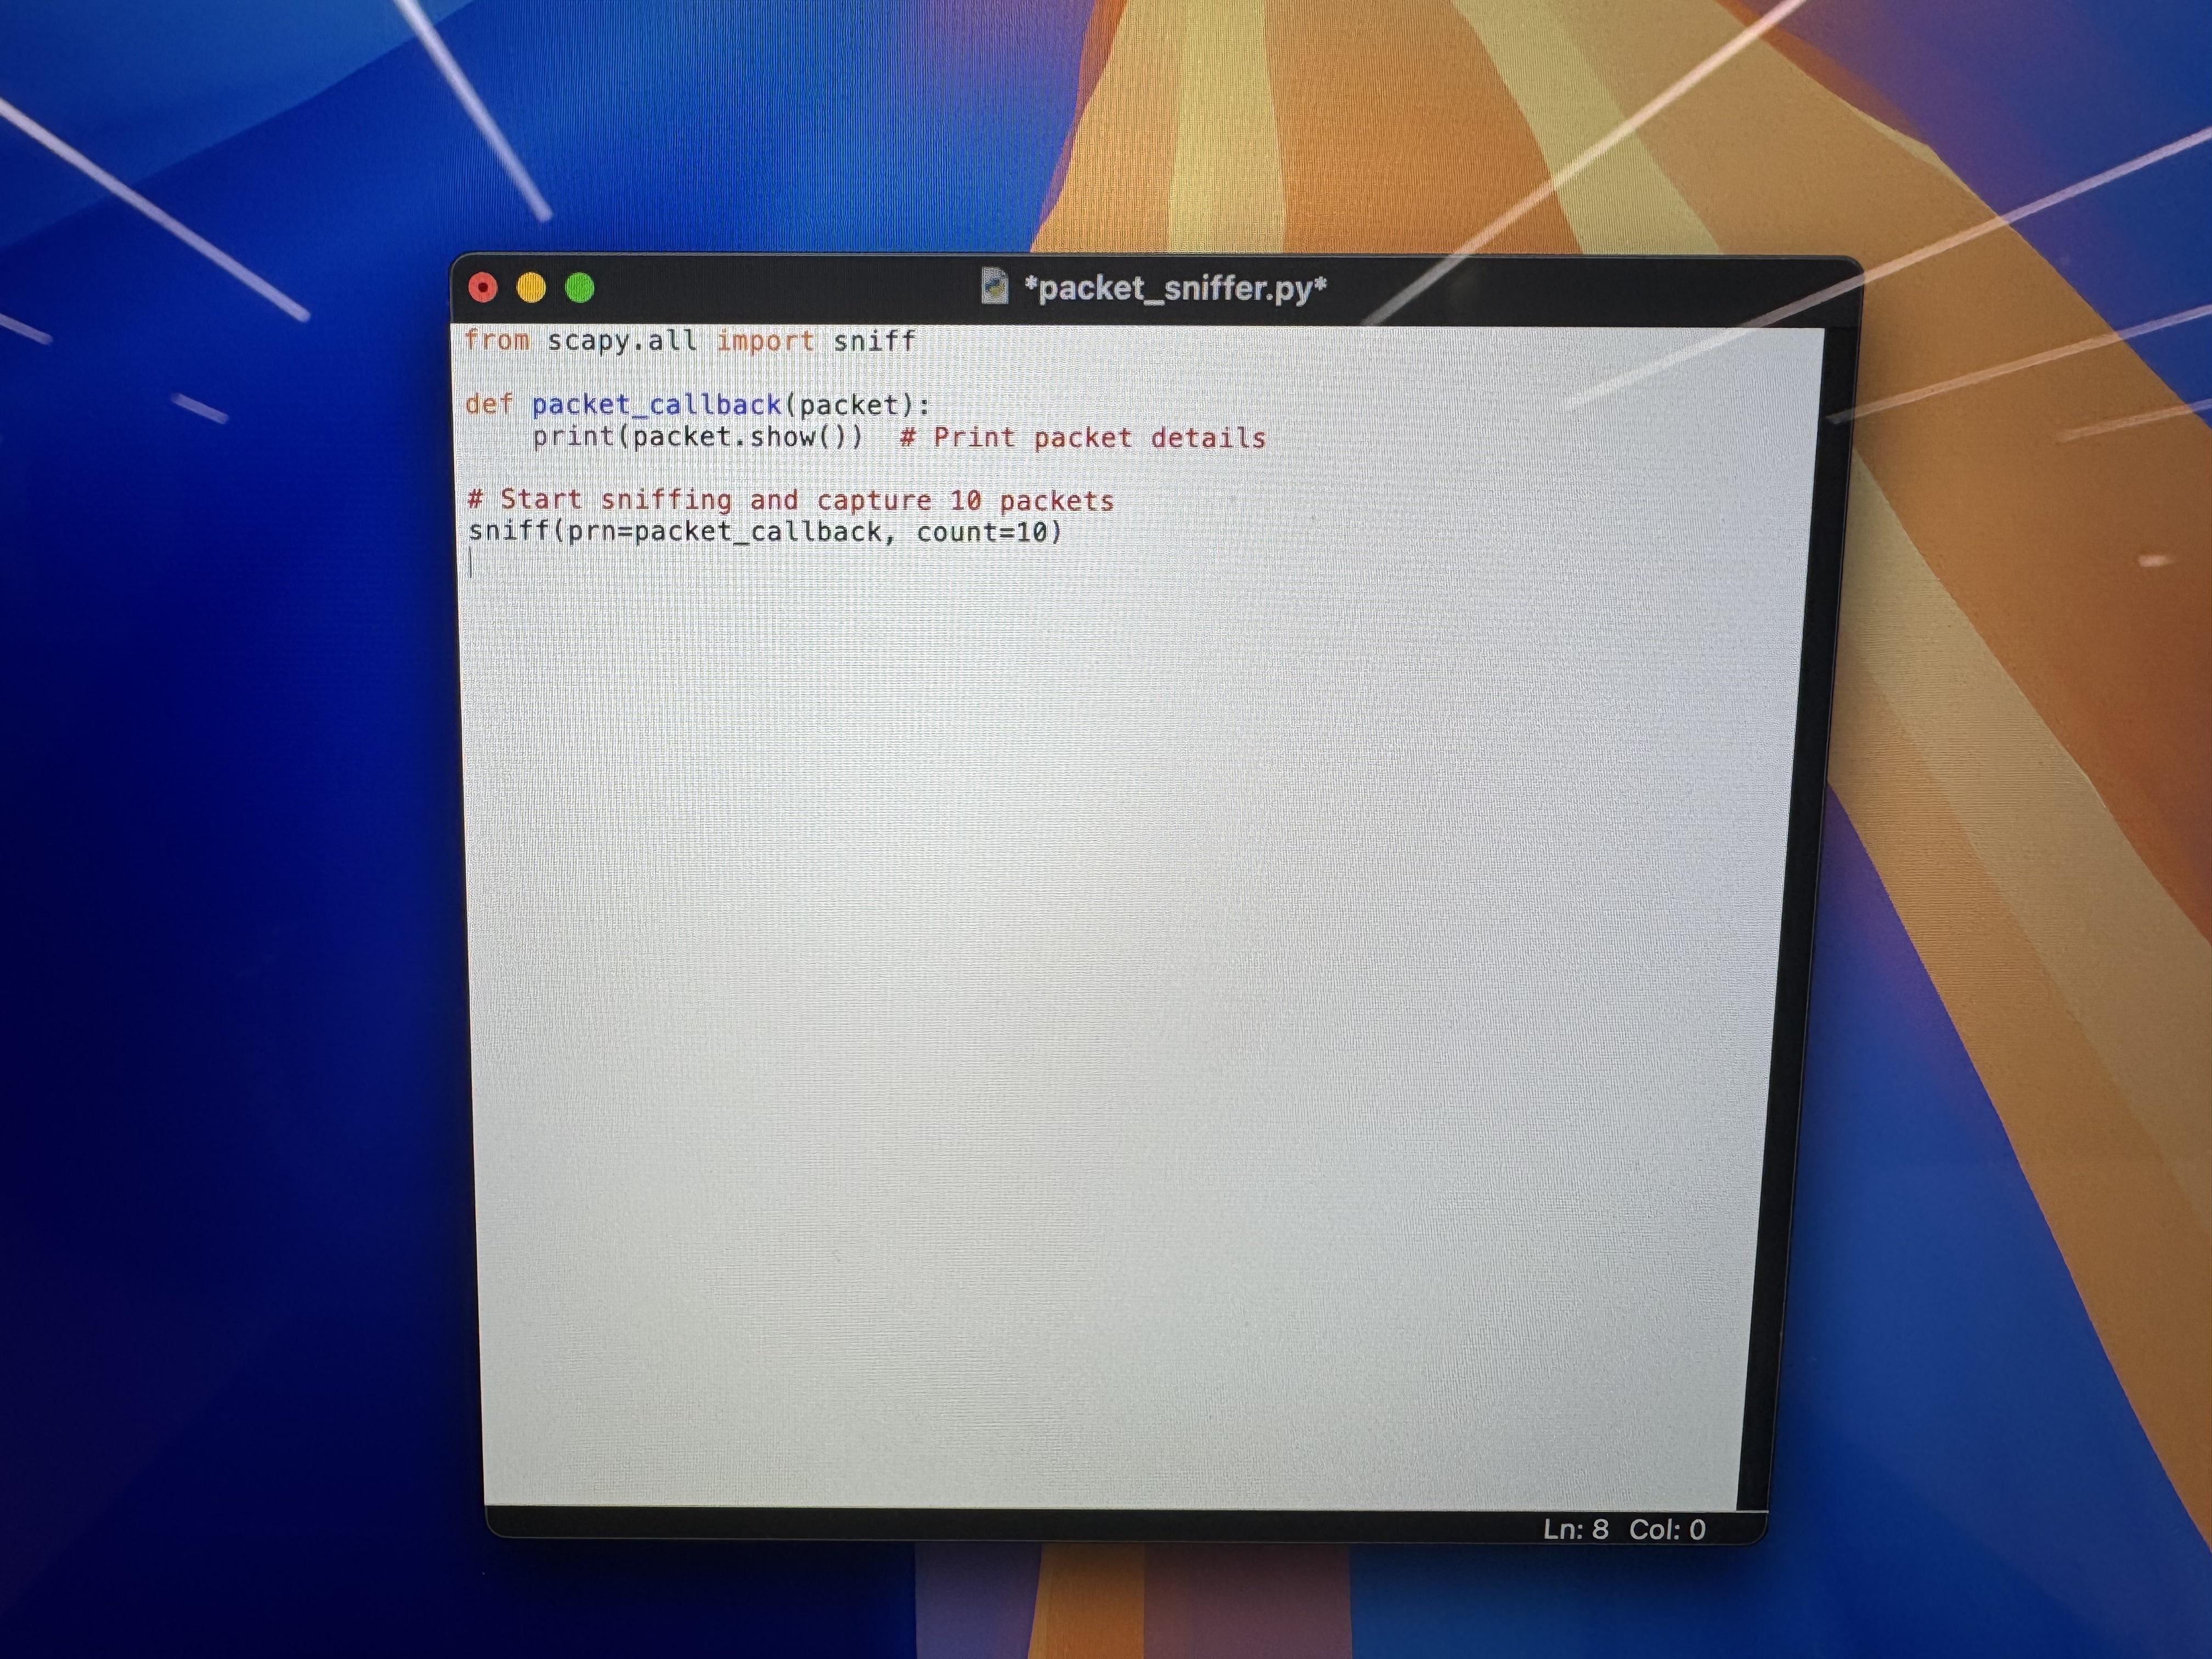 *packet_sniffer.py*
from scapy.all import sniff

def packet_callback(packet):
    print(packet.show())  # Print packet details

# Start sniffing and capture 10 packets
sniff(prn=packet_callback, count=10)
Ln: 8 Col: 0